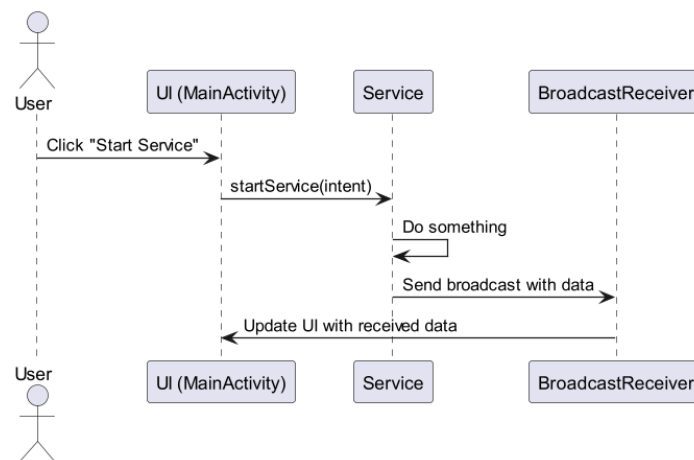 User
UI (MainActivity)
Service
BroadcastReceiver
Click "Start Service"
startService(intent)
Do something
Send broadcast with data
Update UI with received data
User
UI (MainActivity)
Service
BroadcastReceiver